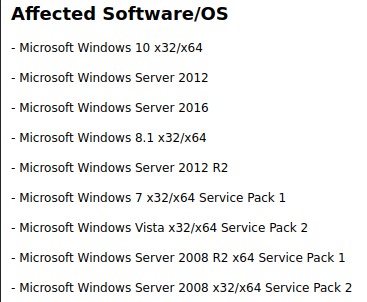 Affected Software/OS
- Microsoft Windows 10 x32/x64
- Microsoft Windows Server 2012
- Microsoft Windows Server 2016
- Microsoft Windows 8.1 x32/x64
- Microsoft Windows Server 2012 R2
- Microsoft Windows 7 x32/x64 Service Pack 1
- Microsoft Windows Vista x32/x64 Service Pack 2
- Microsoft Windows Server 2008 R2 x64 Service Pack 1
- Microsoft Windows Server 2008 x32/x64 Service Pack 2